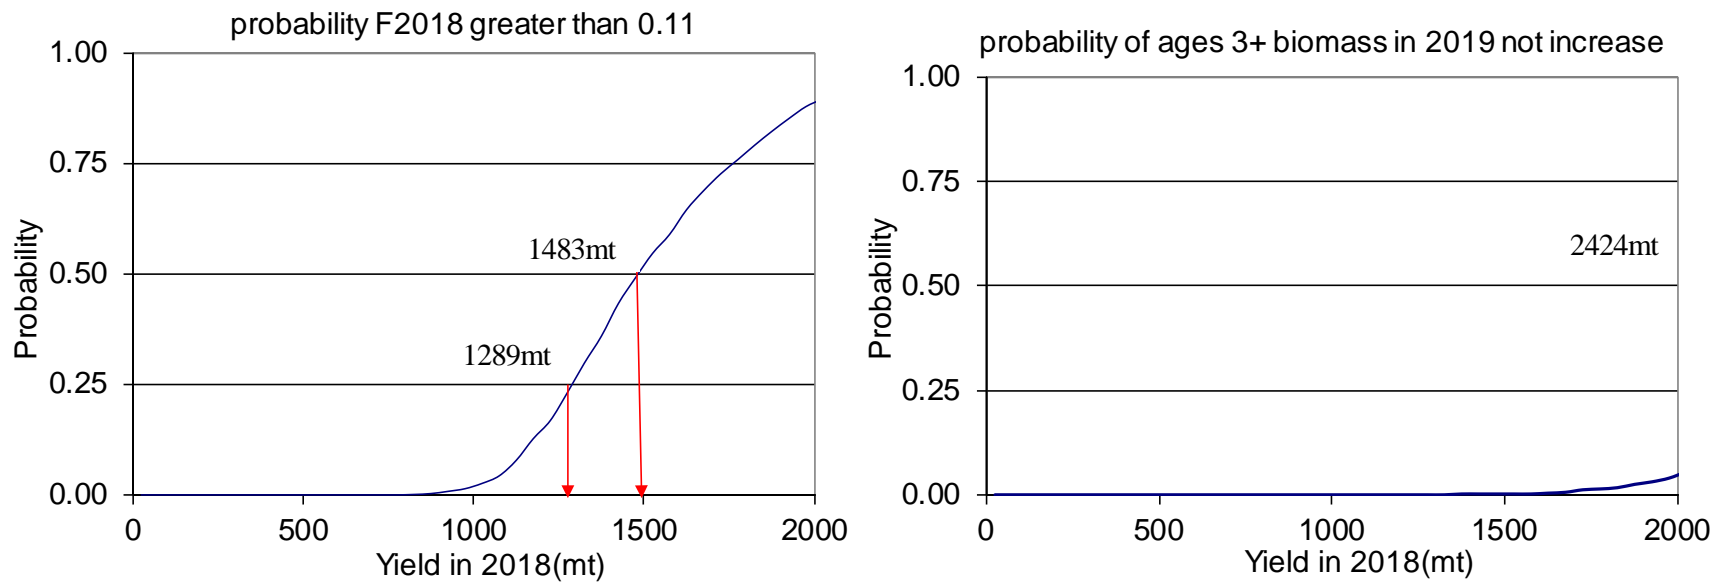 probability F2018 greater than 0.11
1.00
0.75
0.50
0.25
0.00
Probability
1483mt
1289mt
0
500
1000
1500
2000
Yield in 2018(mt)
probability of ages 3+ biomass in 2019 not increase
1.00
0.75
0.50
0.25
0.00
Probability
2424mt
0
500
1000
1500
2000
Yield in 2018(mt)